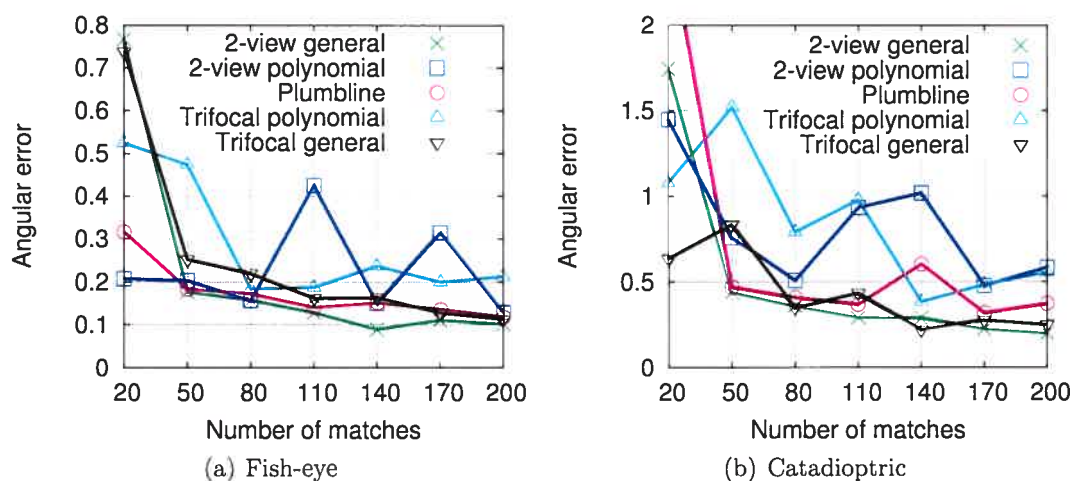 0.8
0.7
0.6
0.5
0.4
0.3
0.2
0.1
0
Angular error
2-view general
2-view polynomial
Plumbline
Trifocal polynomial
Trifocal general
20 50 80 110 140 170 200
Number of matches
(a) Fish-eye
2
1.5
1
0.5
0
Angular error
2-view general
2-view polynomial
Plumbline
Trifocal polynomial
Trifocal general
20 50 80 110 140 170 200
Number of matches
(b) Catadioptric